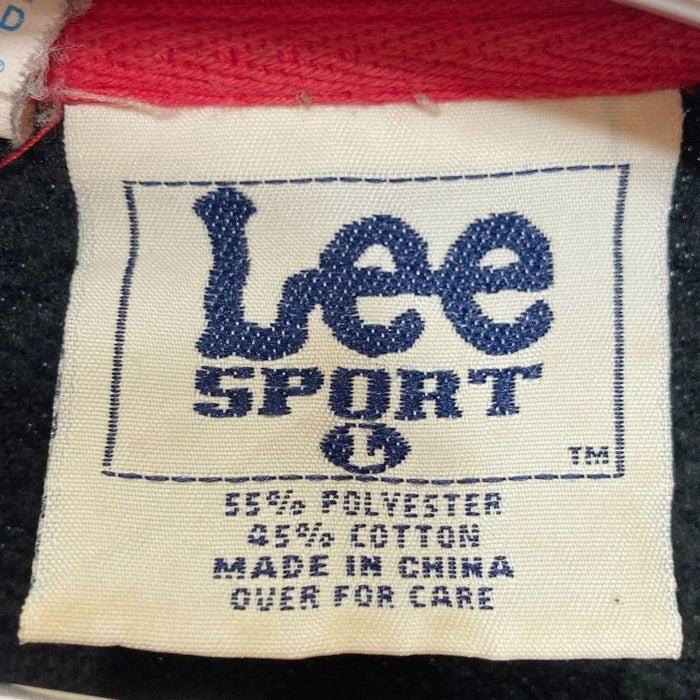 D
®
Lee
SPORT
L
TM
55% POLYESTER
45% COTTON
MADE IN CHINA
OVER FOR CARE